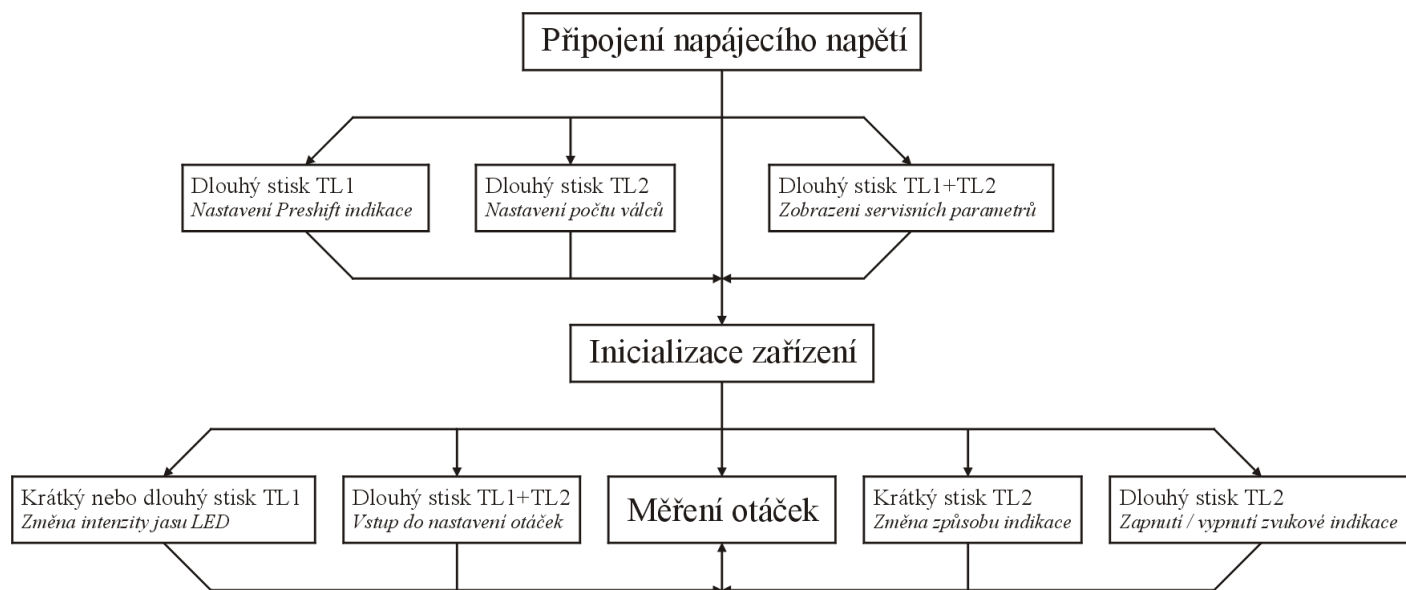 Připojení napájecího napětí
Dlouhý stisk TL1
Nastavení Preshift indikace
Dlouhý stisk TL2
Nastavení počtu válců
Dlouhý stisk TL1+TL2
Zobrazeni servisních parametrů
Inicializace zařízení
Krátký nebo dlouhý stisk TL1
Změna intenzity jasu LED
Dlouhý stisk TL1+TL2
Vstup do nastavení otáček
Měření otáček
Krátký stisk TL2
Změna způsobu indikace
Dlouhý stisk TL2
Zapnutí / vypnutí zvukové indikace